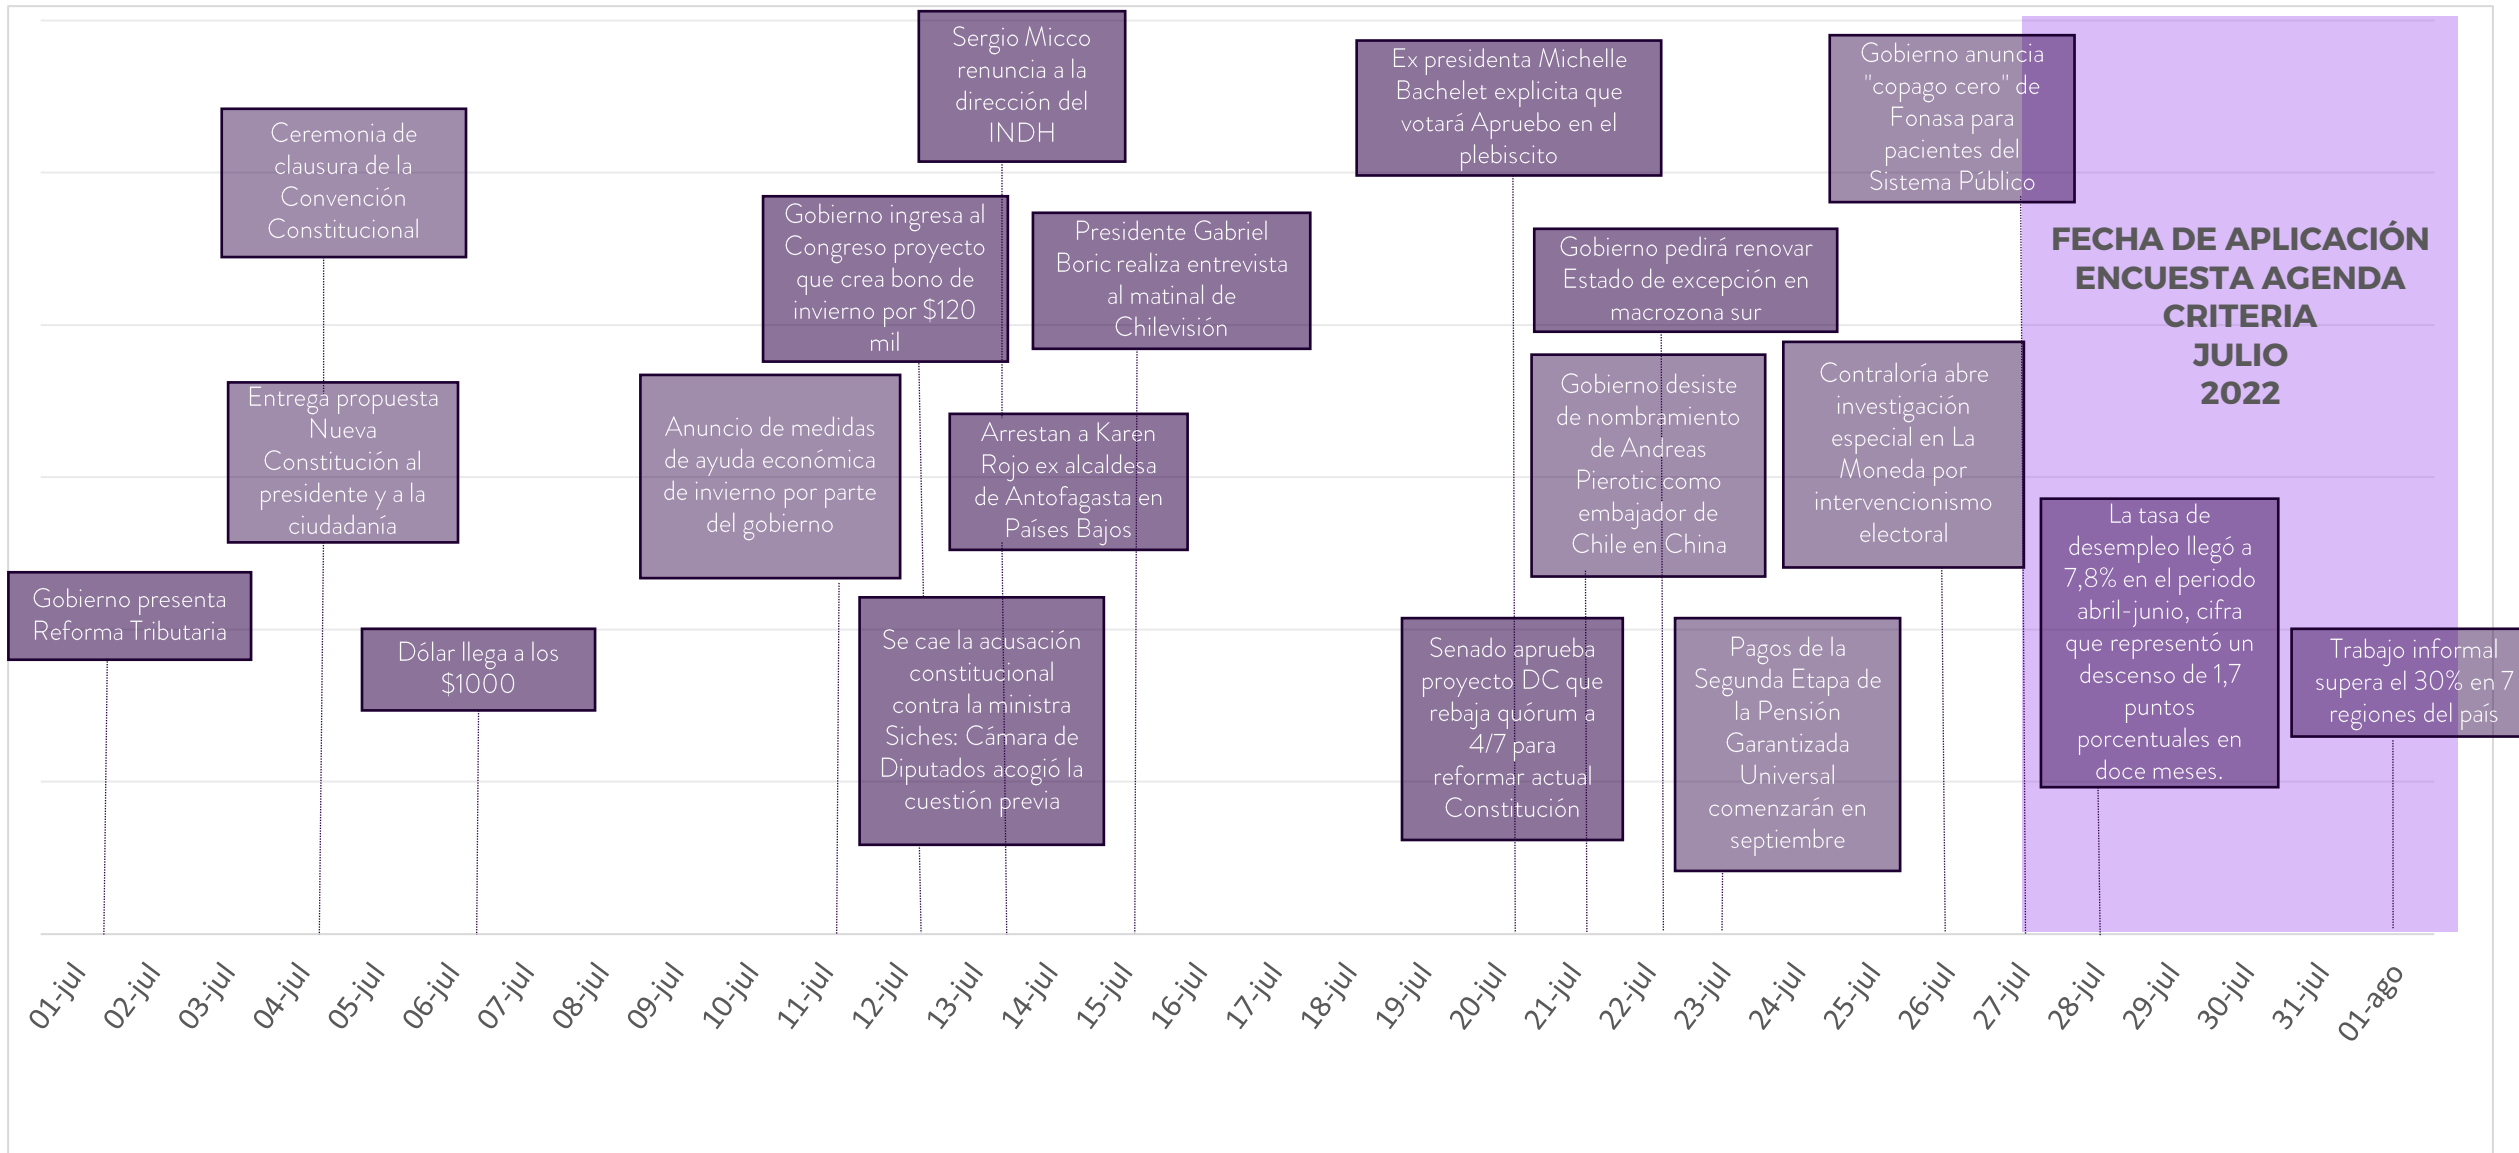 Sergio Micco
renuncia a la
dirección del
INDH
Ex presidenta Michelle
Bachelet explicita que
votará Apruebo en el
plebiscito
Gobierno anuncia
"copago cero" de
Fonasa para
pacientes del
Sistema Público
Ceremonia de
clausura de la
Convención
Constitucional
Gobierno ingresa al
Congreso proyecto
que crea bono de
invierno por $120
mil
Presidente Gabriel
Boric realiza entrevista
al matinal de
Chilevisión
Gobierno pedirá renovar
Estado de excepción en
macrozona sur
FECHA DE APLICACIÓN
ENCUESTA AGENDA
CRITERIA
JULIO
2022
Entrega propuesta
Nueva
Constitución al
presidente y a la
ciudadanía
Anuncio de medidas
de ayuda económica
de invierno por parte
del gobierno
Arrestan a Karen
Rojo ex alcaldesa
de Antofagasta en
Países Bajos
Gobierno desiste
de nombramiento
de Andreas
Pierotic como
embajador de
Chile en China
Contraloría abre
investigación
especial en La
Moneda por
intervencionismo
electoral
Gobierno presenta
Reforma Tributaria
Dólar llega a los
$1000
Se cae la acusación
constitucional
contra la ministra
Siches: Cámara de
Diputados acogió la
cuestión previa
Senado aprueba
proyecto DC que
rebaja quórum a
4/7 para
reformar actual
Constitución
Pagos de la
Segunda Etapa de
la Pensión
Garantizada
Universal
comenzarán en
septiembre
La tasa de
desempleo llegó a
7,8% en el periodo
abril-junio, cifra
que representó un
descenso de 1,7
puntos
porcentuales en
doce meses.
Trabajo informal
supera el 30% en 7
regiones del país
01-jul
02-jul
03-jul
04-jul
05-jul
06-jul
07-jul
08-jul
09-jul
10-jul
11-jul
12-jul
13-jul
14-jul
15-jul
16-jul
17-jul
18-jul
19-jul
20-jul
21-jul
22-jul
23-jul
24-jul
25-jul
26-jul
27-jul
28-jul
29-jul
30-jul
31-jul
01-ago